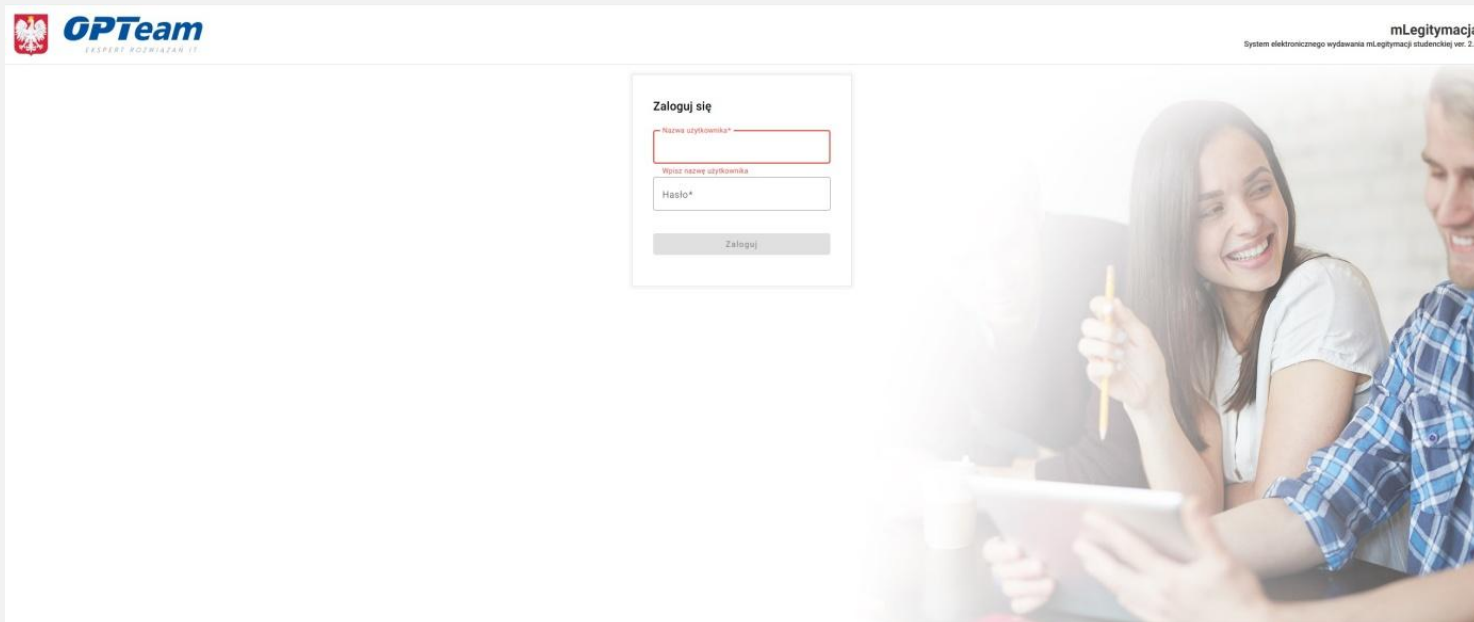 OPTeam
EKSPERT ROZWIĄZAŃ IT
mLegitymacja
System elektronicznego wydawania mLegitymacji studenckiej ver. 2.
Zaloguj się
Nazwa użytkownika*
Wpisz nazwę użytkownika
Hasło*
Zaloguj